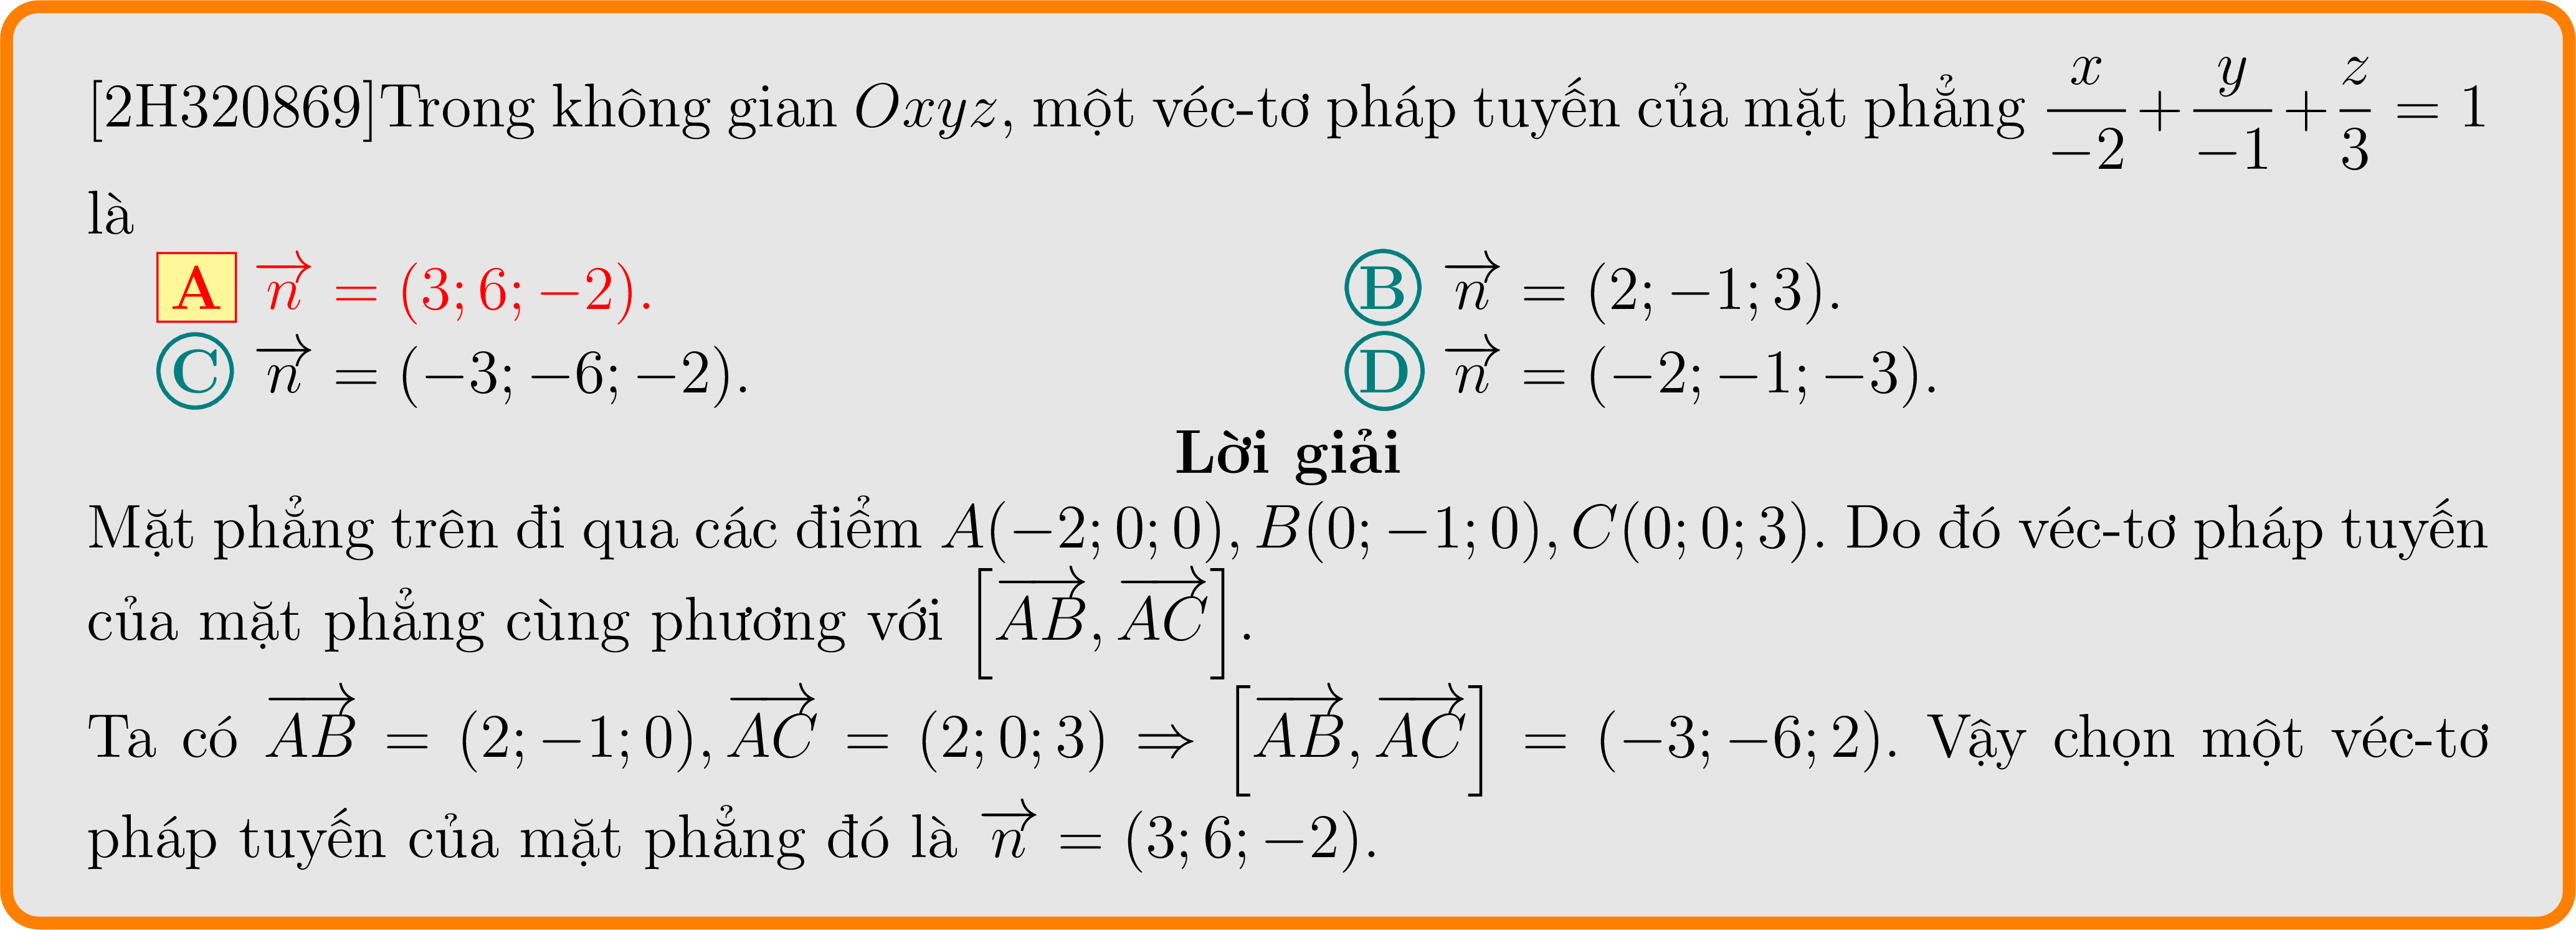 [2H320869]Trong không gian $Oxyz$, một véc-tơ pháp tuyến của mặt phẳng $\dfrac{x}{-2}+\dfrac{y}{-1}+\dfrac{z}{3}=1$
là
A $\overrightarrow{n}=(3;6;-2)$. B $\overrightarrow{n}=(2;-1;3)$.
C $\overrightarrow{n}=(-3;-6;-2)$. D $\overrightarrow{n}=(-2;-1;-3)$.
Lời giải
Mặt phẳng trên đi qua các điểm $A(-2;0;0), B(0;-1;0), C(0;0;3)$. Do đó véc-tơ pháp tuyến
của mặt phẳng cùng phương với $\left[\overrightarrow{AB},\overrightarrow{AC}\right]$.
Ta có $\overrightarrow{AB}=(2;-1;0),\overrightarrow{AC}=(2;0;3)\Rightarrow\left[\overrightarrow{AB},\overrightarrow{AC}\right]=(-3;-6;2)$. Vậy chọn một véc-tơ
pháp tuyến của mặt phẳng đó là $\overrightarrow{n}=(3;6;-2)$.